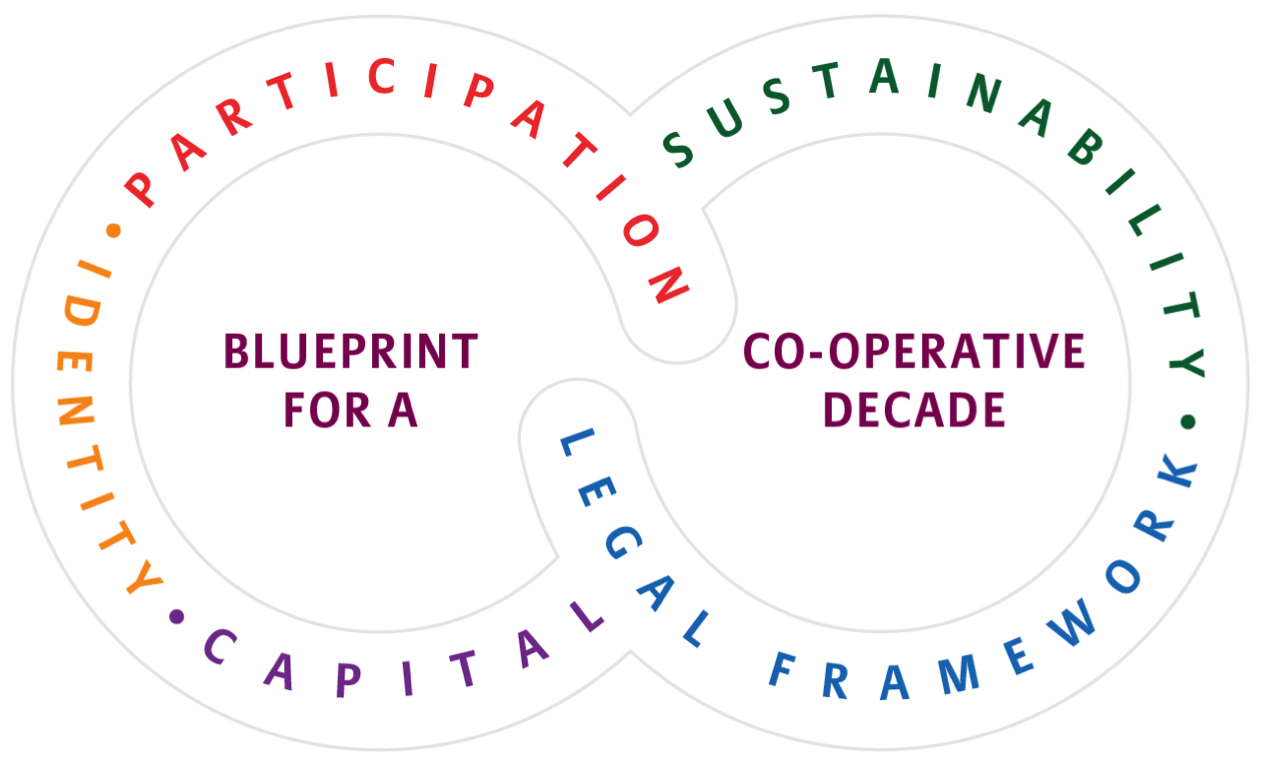 PARTICIPATION
SUSTAINABILITY
IDENTITY
BLUEPRINT
FOR A
CO-OPERATIVE
DECADE
CAPITAL
LEGAL FRAMEWORK